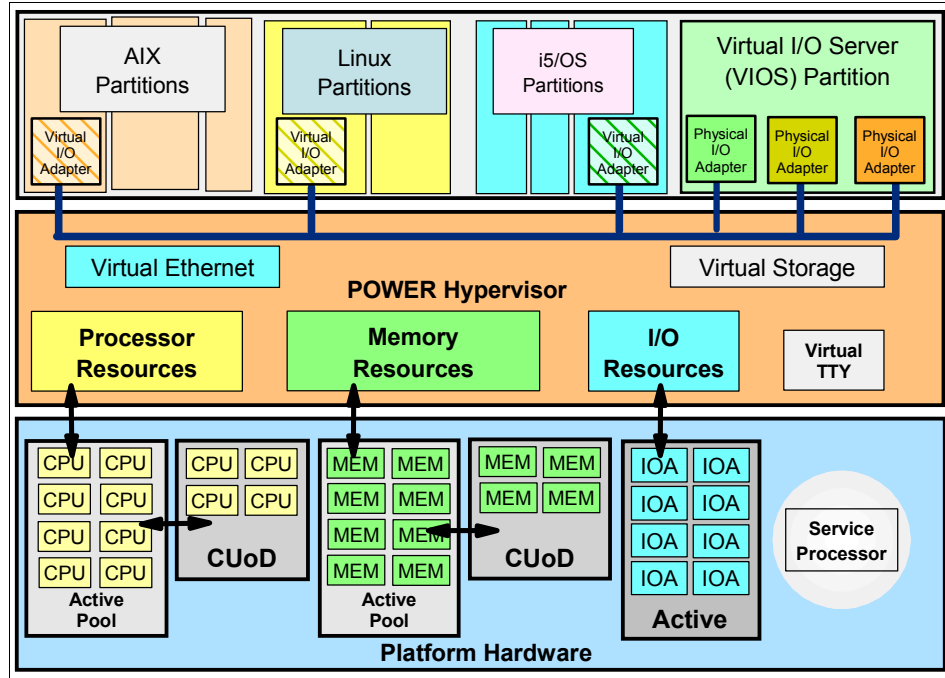 AIX
Partitions
Linux
Partitions
i5/OS
Partitions
Virtual I/O Server
(VIOS) Partition
Virtual
I/O
Adapter
Virtual
I/O
Adapter
Virtual
I/O
Adapter
Physical
I/O
Adapter
Physical
I/O
Adapter
Physical
I/O
Adapter
Virtual Ethernet
Virtual Storage
POWER Hypervisor
Processor
Resources
Memory
Resources
I/O
Resources
Virtual
TTY
CPU CPU
CPU CPU
CPU CPU
CPU CPU
Active
Pool
CPU CPU
CPU CPU
CUoD
MEM MEM
MEM MEM
MEM MEM
MEM MEM
Active
Pool
MEM MEM
MEM MEM
CUoD
IOA IOA
IOA IOA
IOA IOA
IOA IOA
Active
Service
Processor
Platform Hardware